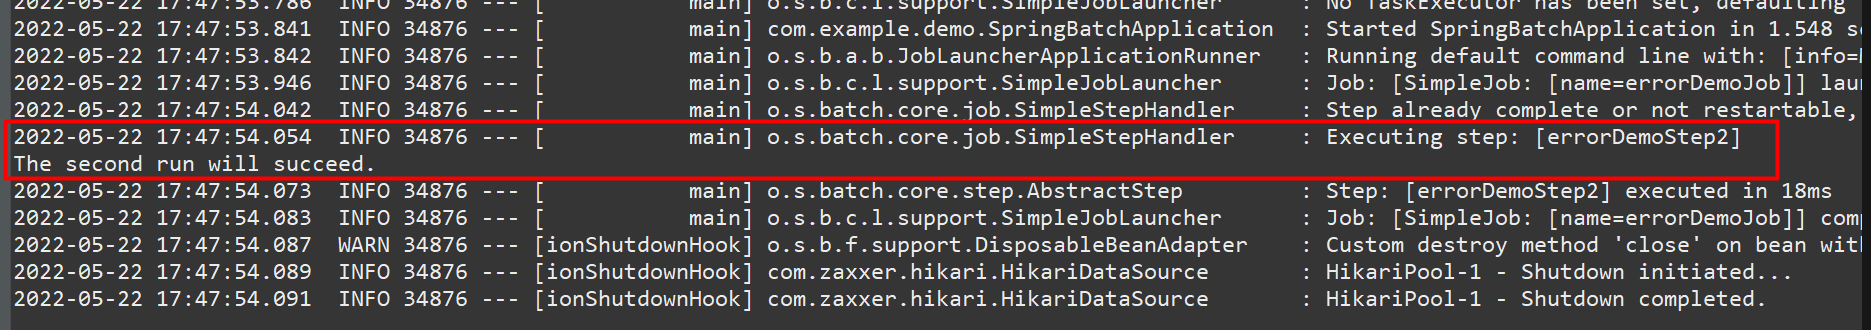 2022-05-22 17:47:53.786  INFO 34876 --- [           main] o.s.b.c.l.support.SimpleJobLauncher      : No TaskExecutor has been set, defaulting
2022-05-22 17:47:53.841  INFO 34876 --- [           main] com.example.demo.SpringBatchApplication  : Started SpringBatchApplication in 1.548 se
2022-05-22 17:47:53.842  INFO 34876 --- [           main] o.s.b.a.b.JobLauncherApplicationRunner   : Running default command line with: [info=
2022-05-22 17:47:53.946  INFO 34876 --- [           main] o.s.b.c.l.support.SimpleJobLauncher      : Job: [SimpleJob: [name=errorDemoJob]] lau
2022-05-22 17:47:54.042  INFO 34876 --- [           main] o.s.batch.core.job.SimpleStepHandler     : Step already complete or not restartable,
2022-05-22 17:47:54.054  INFO 34876 --- [           main] o.s.batch.core.job.SimpleStepHandler     : Executing step: [errorDemoStep2]
The second run will succeed.
2022-05-22 17:47:54.073  INFO 34876 --- [           main] o.s.batch.core.step.AbstractStep         : Step: [errorDemoStep2] executed in 18ms
2022-05-22 17:47:54.083  INFO 34876 --- [           main] o.s.b.c.l.support.SimpleJobLauncher      : Job: [SimpleJob: [name=errorDemoJob]] com
2022-05-22 17:47:54.087  WARN 34876 --- [ionShutdownHook] o.s.b.f.support.DisposableBeanAdapter    : Custom destroy method 'close' on bean wit
2022-05-22 17:47:54.089  INFO 34876 --- [ionShutdownHook] com.zaxxer.hikari.HikariDataSource       : HikariPool-1 - Shutdown initiated...
2022-05-22 17:47:54.091  INFO 34876 --- [ionShutdownHook] com.zaxxer.hikari.HikariDataSource       : HikariPool-1 - Shutdown completed.